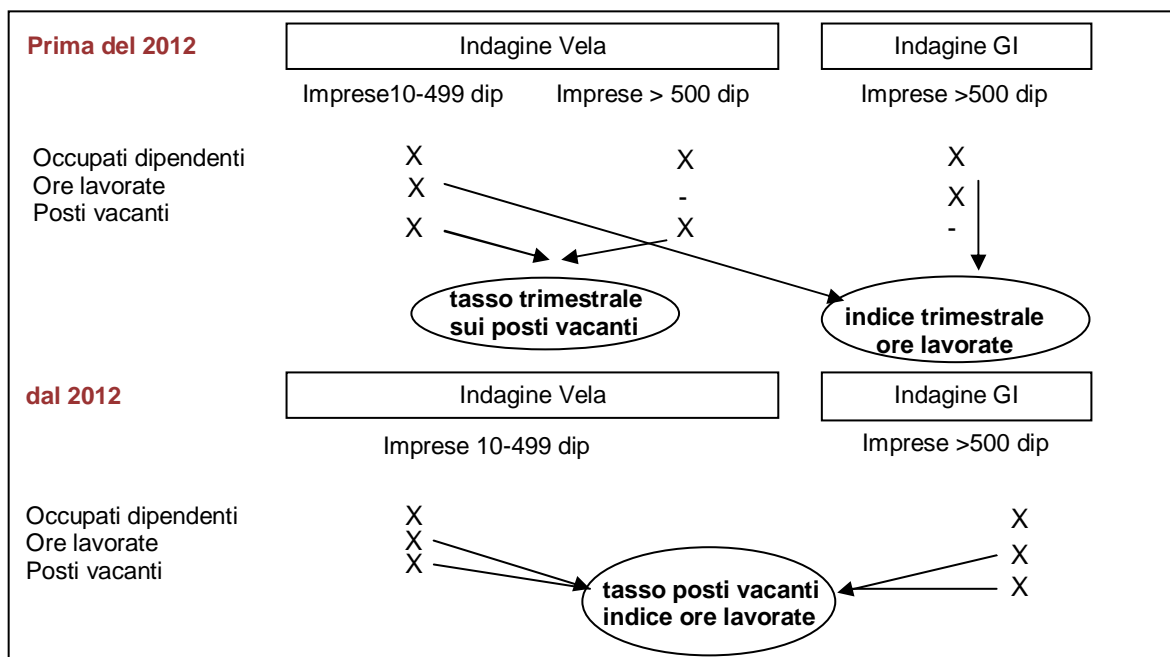 Prima del 2012
Indagine Vela
Indagine GI
Imprese10-499 dip
Imprese > 500 dip
Imprese >500 dip
Occupati dipendenti X X X
Ore lavorate X - X
Posti vacanti X X -
tasso trimestrale
sui posti vacanti
indice trimestrale
ore lavorate
dal 2012
Indagine Vela
Indagine GI
Imprese 10-499 dip
Imprese >500 dip
Occupati dipendenti X X
Ore lavorate X X
Posti vacanti X X
tasso posti vacanti
indice ore lavorate